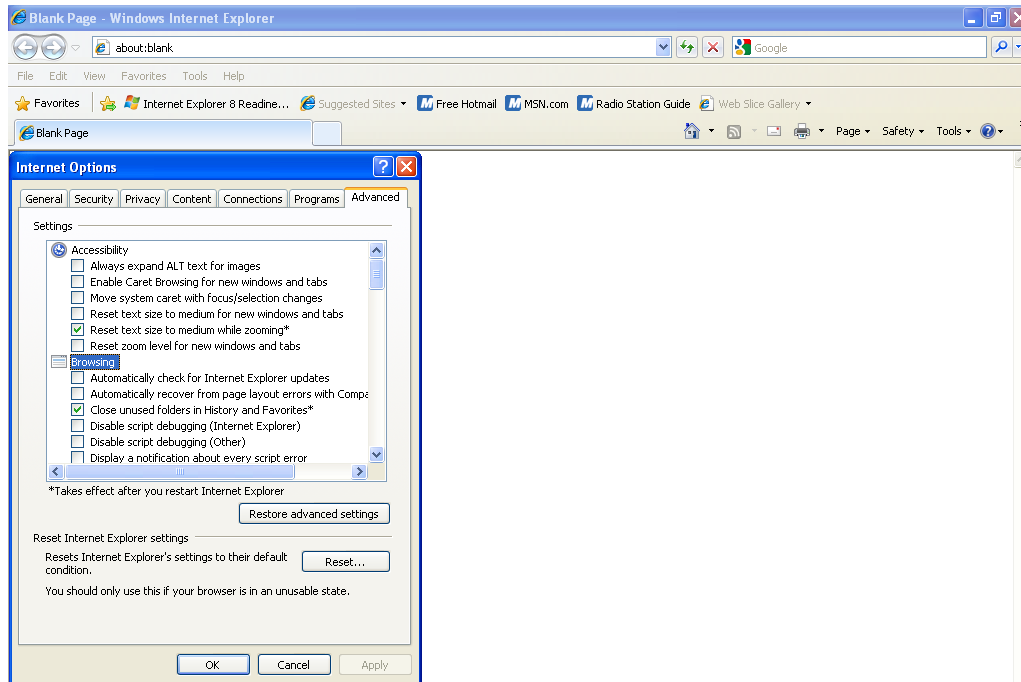 Blank Page - Windows Internet Explorer
about:blank
Google
File Edit View Favorites Tools Help
Favorites Internet Explorer 8 Readine... Suggested Sites Free Hotmail MSN.com Radio Station Guide Web Slice Gallery
Blank Page
Page Safety Tools
Internet Options
General Security Privacy Content Connections Programs Advanced
Settings
Accessibility
Always expand ALT text for images
Enable Caret Browsing for new windows and tabs
Move system caret with focus/selection changes
Reset text size to medium for new windows and tabs
Reset text size to medium while zooming*
Reset zoom level for new windows and tabs
Browsing
Automatically check for Internet Explorer updates
Automatically recover from page layout errors with Compa
Close unused folders in History and Favorites*
Disable script debugging (Internet Explorer)
Disable script debugging (Other)
Display a notification about every script error
*Takes effect after you restart Internet Explorer
Restore advanced settings
Reset Internet Explorer settings
Resets Internet Explorer's settings to their default
condition.
Reset...
You should only use this if your browser is in an unusable state.
OK Cancel Apply